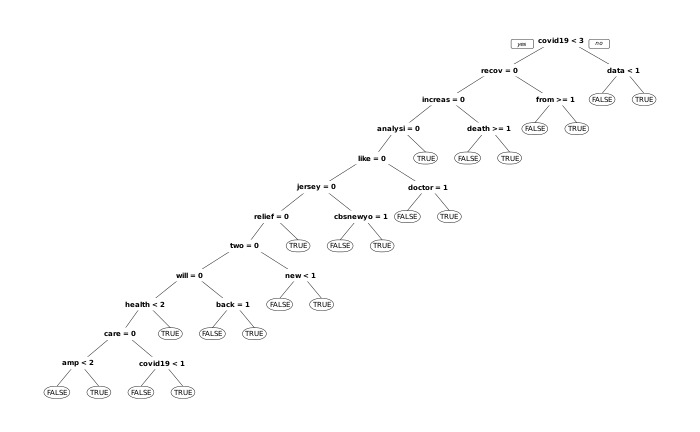 yes covid19 < 3 no
recov = 0 data < 1
increas = 0 from >= 1 FALSE TRUE
analysi = 0 death >= 1 FALSE TRUE
like = 0 TRUE FALSE TRUE
jersey = 0 doctor = 1
relief = 0 cbsnewyo = 1 FALSE TRUE
two = 0 TRUE FALSE TRUE
will = 0 new < 1
health < 2 back = 1 FALSE TRUE
care = 0 TRUE FALSE TRUE
amp < 2 covid19 < 1
FALSE TRUE FALSE TRUE